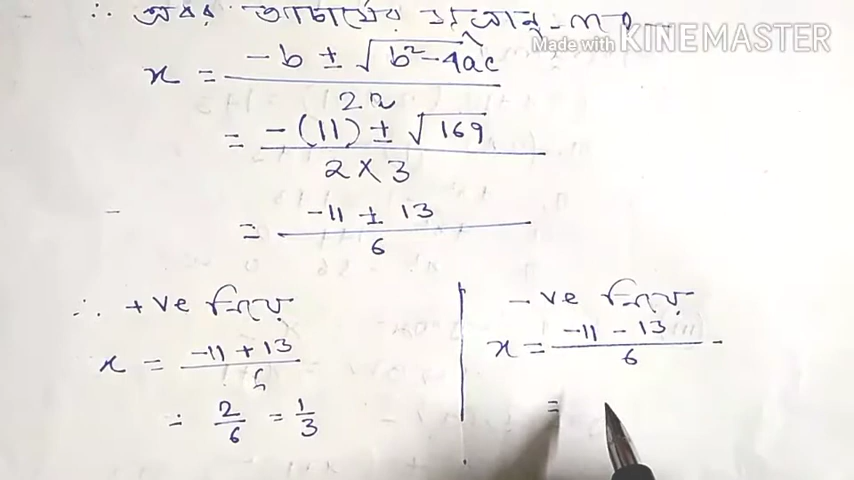 Made with KINEMASTER
x = -b ± √b² - 4ac / 2a
= -(11) ± √169 / 2 × 3
= -11 ± 13 / 6
∴ +ve নিয়ে
x = -11 + 13 / 6
= 2/6 = 1/3
-ve নিয়ে
x = -11 - 13 / 6
=